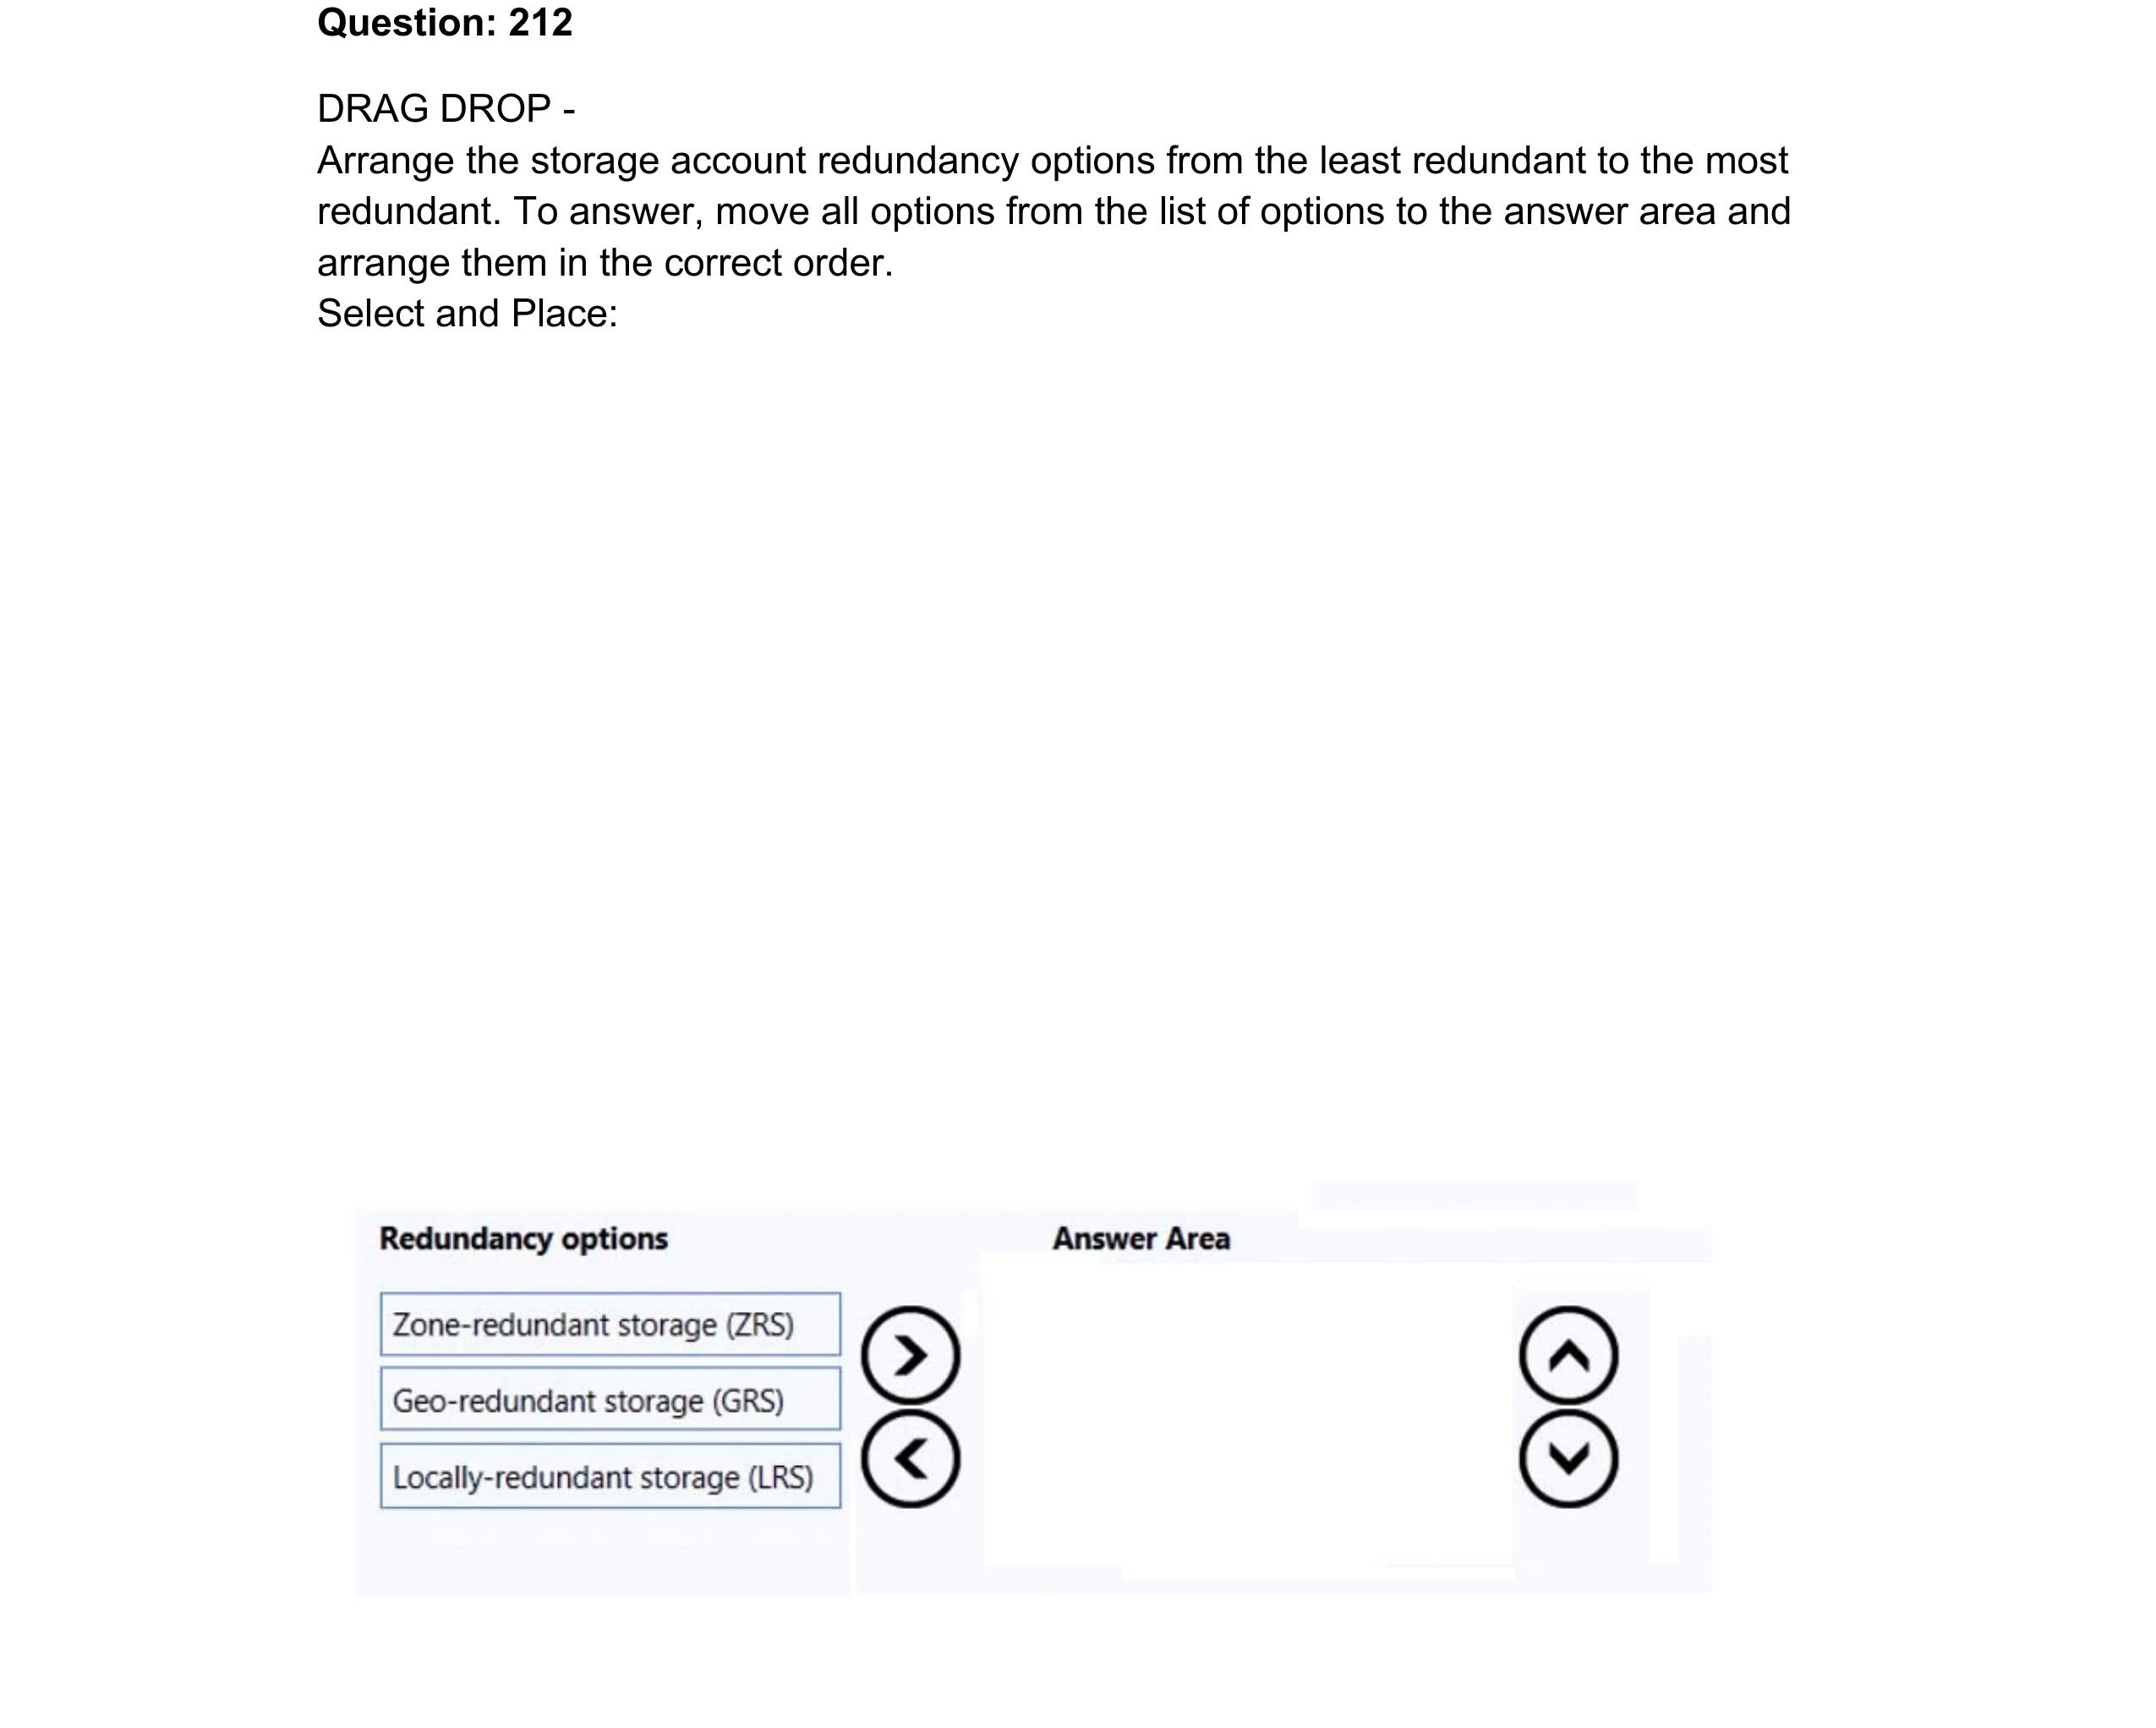 Question: 212
DRAG DROP -
Arrange the storage account redundancy options from the least redundant to the most
redundant. To answer, move all options from the list of options to the answer area and
arrange them in the correct order.
Select and Place:
Redundancy options
Answer Area
Zone-redundant storage (ZRS)
Geo-redundant storage (GRS)
Locally-redundant storage (LRS)